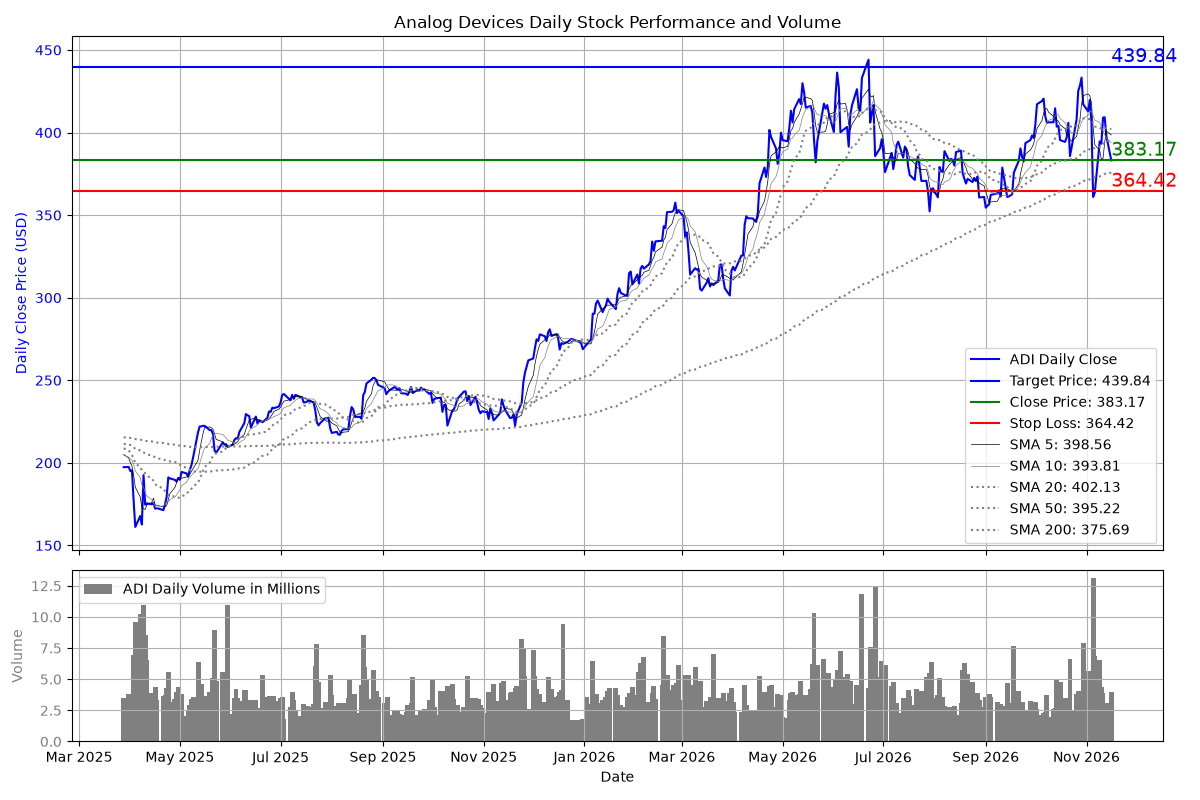 Analog Devices Daily Stock Performance and Volume
Daily Close Price (USD)
450
400
350
300
250
200
150
439.84
383.17
364.42
ADI Daily Close
Target Price: 439.84
Close Price: 383.17
Stop Loss: 364.42
SMA 5: 398.56
SMA 10: 393.81
SMA 20: 402.13
SMA 50: 395.22
SMA 200: 375.69
Volume
12.5
10.0
7.5
5.0
2.5
0.0
ADI Daily Volume in Millions
Mar 2025 May 2025 Jul 2025 Sep 2025 Nov 2025 Jan 2026 Mar 2026 May 2026 Jul 2026 Sep 2026 Nov 2026
Date